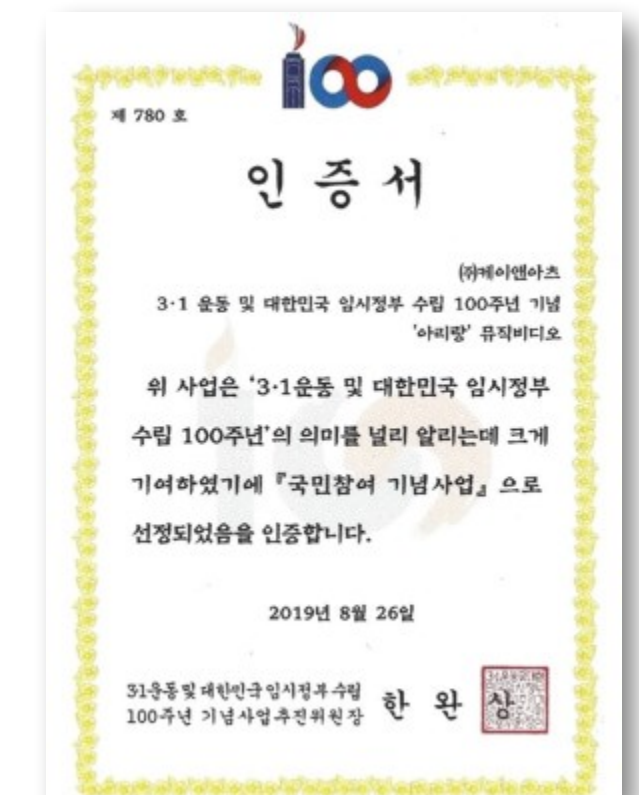 100
제 780 호
인증서
(주)케이앤아츠
3·1 운동 및 대한민국 임시정부 수립 100주년 기념
'아리랑' 뮤직비디오
위 사업은 '3·1운동 및 대한민국 임시정부
수립 100주년'의 의미를 널리 알리는데 크게
기여하였기에 『국민참여 기념사업』 으로
선정되었음을 인증합니다.
2019년 8월 26일
3·1운동 및 대한민국 임시정부 수립
100주년 기념사업추진위원장 한 완 상